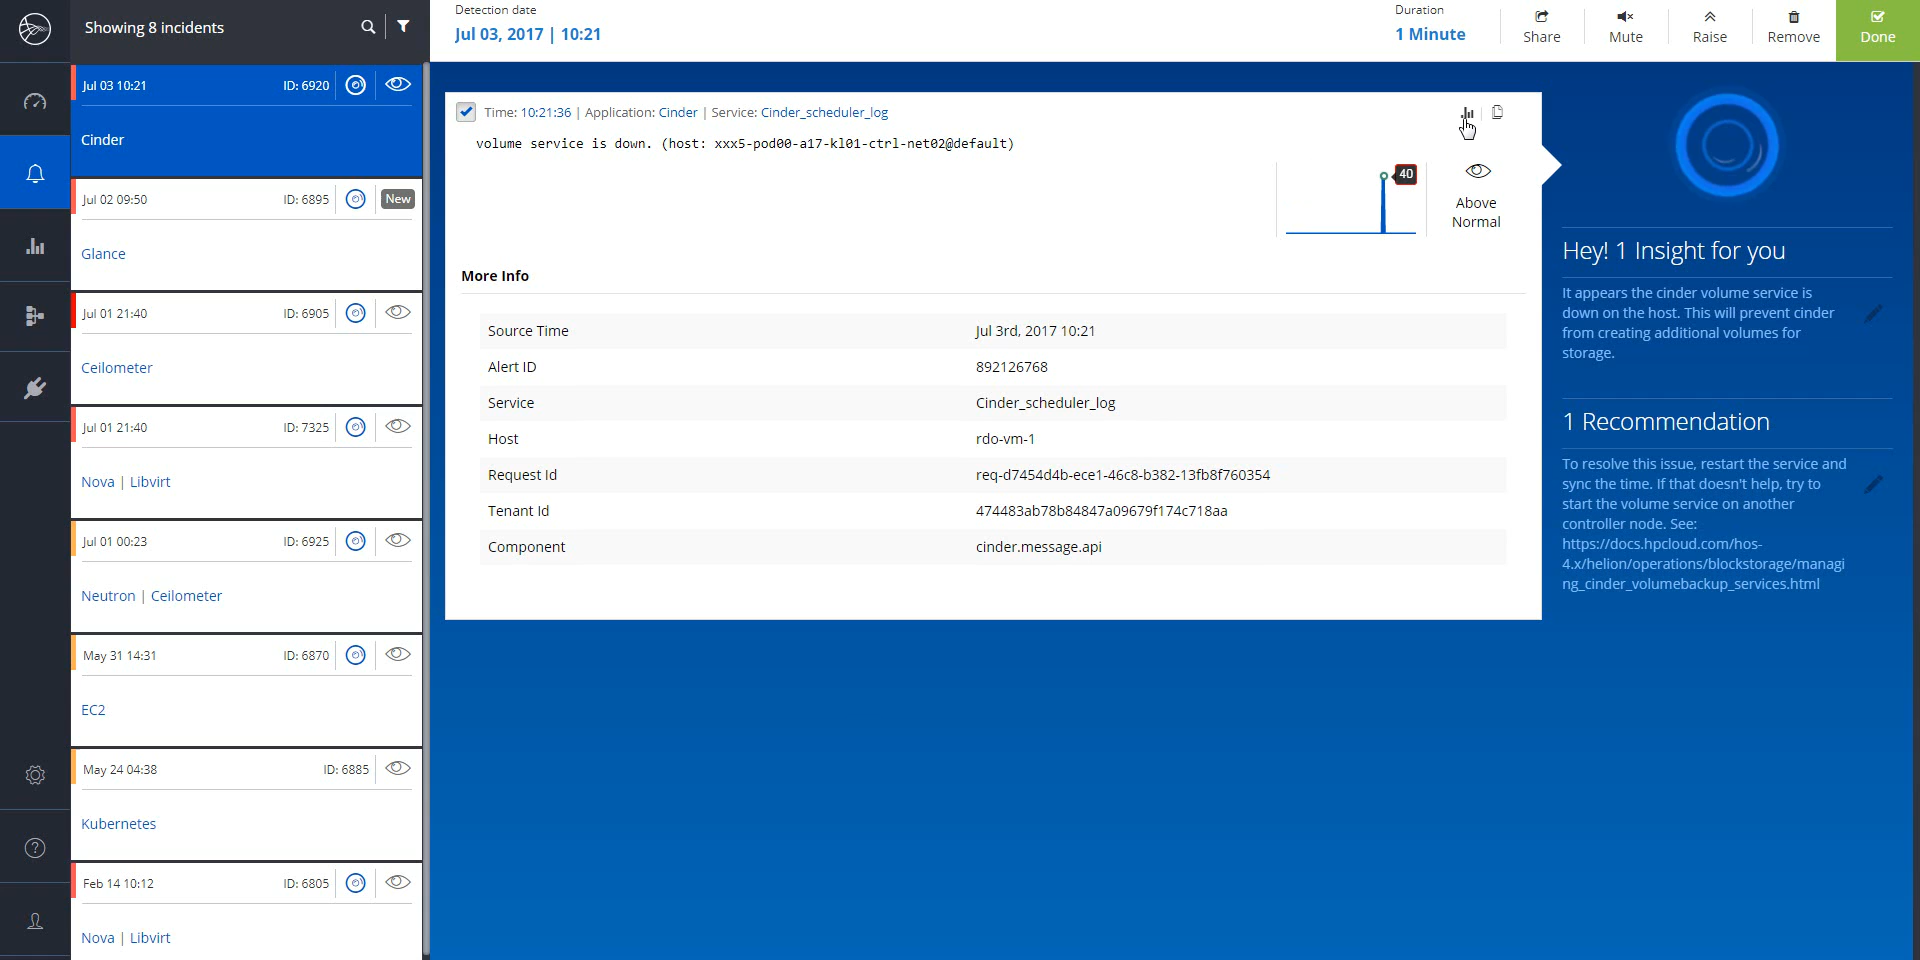 Showing 8 incidents
Detection date
Jul 03, 2017 | 10:21
Duration
1 Minute
Share
Mute
Raise
Remove
Done
Jul 03 10:21
ID: 6920
Cinder
Jul 02 09:50
ID: 6895
New
Glance
Jul 01 21:40
ID: 6905
Ceilometer
Jul 01 21:40
ID: 7325
Nova | Libvirt
Jul 01 00:23
ID: 6925
Neutron | Ceilometer
May 31 14:31
ID: 6870
EC2
May 24 04:38
ID: 6885
Kubernetes
Feb 14 10:12
ID: 6805
Nova | Libvirt
Time: 10:21:36 | Application: Cinder | Service: Cinder_scheduler_log
volume service is down. (host: xxx5-pod00-a17-kl01-ctrl-net02@default)
40
Above
Normal
More Info
Source Time
Jul 3rd, 2017 10:21
Alert ID
892126768
Service
Cinder_scheduler_log
Host
rdo-vm-1
Request Id
req-d7454d4b-ece1-46c8-b382-13fb8f760354
Tenant Id
474483ab78b84847a09679f174c718aa
Component
cinder.message.api
Hey! 1 Insight for you
It appears the cinder volume service is
down on the host. This will prevent cinder
from creating additional volumes for
storage.
1 Recommendation
To resolve this issue, restart the service and
sync the time. If that doesn't help, try to
start the volume service on another
controller node. See:
https://docs.hpcloud.com/hos-
4.x/helion/operations/blockstorage/managi
ng_cinder_volumebackup_services.html